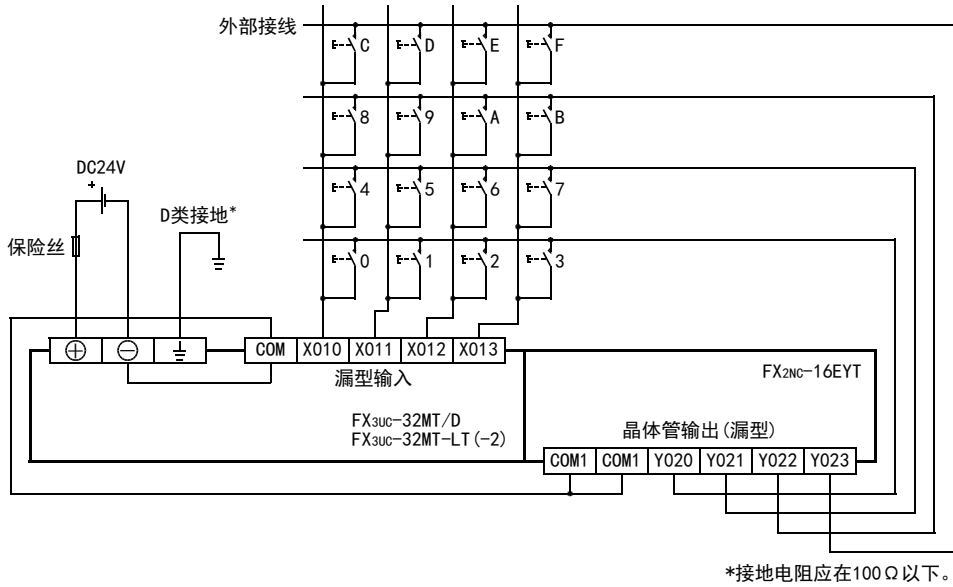 外部接线
C D E F
8 9 A B
DC24V
+
4 5 6 7
D类接地*
保险丝
0 1 2 3
+ - COM X010 X011 X012 X013
漏型输入
FX2NC-16EYT
FX3UC-32MT/D
FX3UC-32MT-LT(-2)
晶体管输出(漏型)
COM1 COM1 Y020 Y021 Y022 Y023
*接地电阻应在100Ω以下。